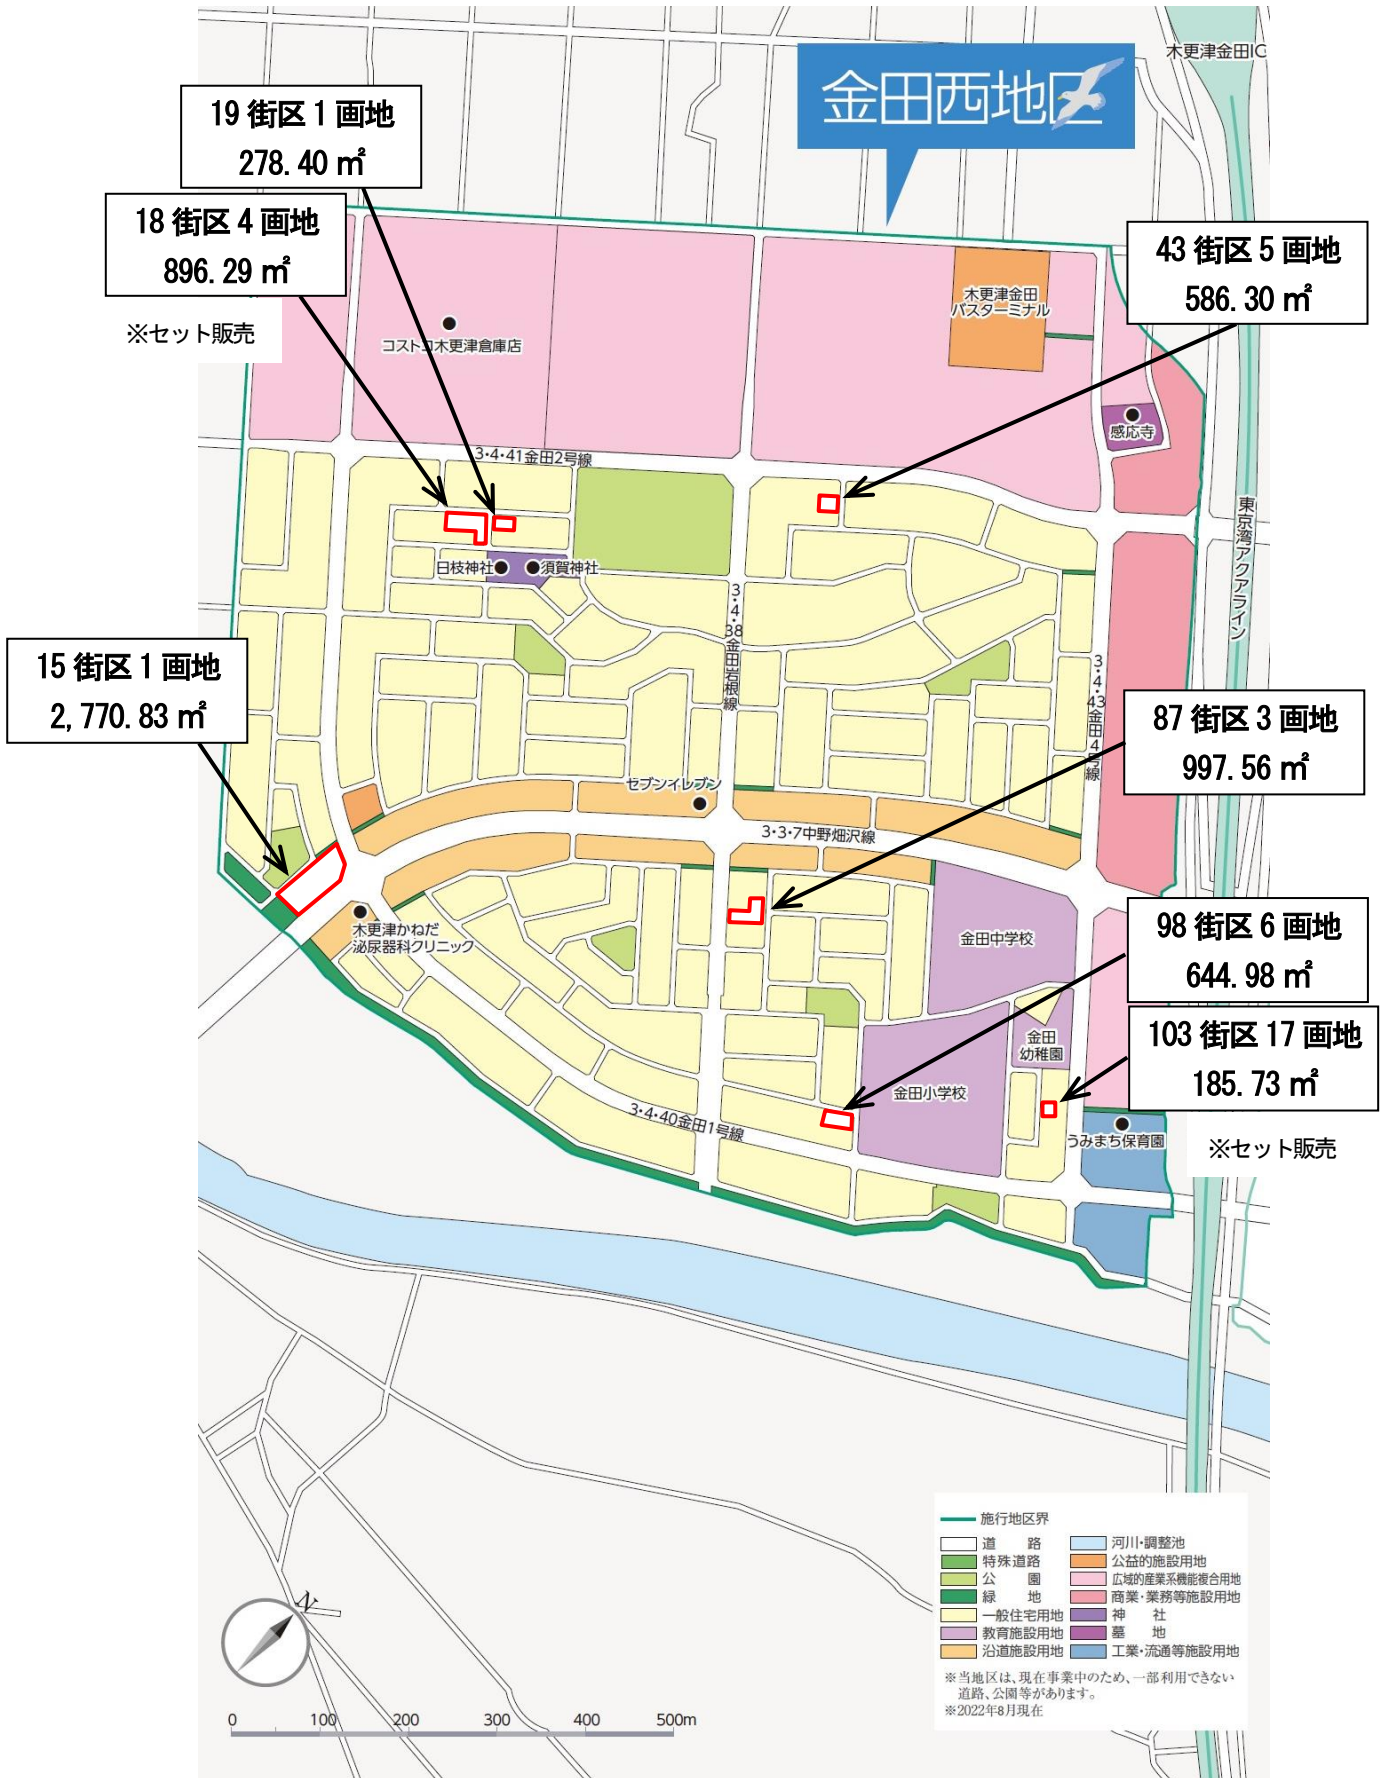 木更津金田IC
金田西地区
19 街区 1 画地
278.40 ㎡
18 街区 4 画地
896.29 ㎡
※セット販売
43 街区 5 画地
586.30 ㎡
木更津金田
バスターミナル
コストコ木更津倉庫店
感応寺
3・4・41金田2号線
東京湾アクアライン
日枝神社
須賀神社
3・4・38金田岩根線
15 街区 1 画地
2,770.83 ㎡
3・4・43金田4号線
87 街区 3 画地
997.56 ㎡
セブンイレブン
3・3・7中野畑沢線
木更津かねだ
泌尿器科クリニック
金田中学校
98 街区 6 画地
644.98 ㎡
103 街区 17 画地
185.73 ㎡
※セット販売
金田
幼稚園
金田小学校
3・4・40金田1号線
うみまち保育園
施行地区界
道　路
特殊道路
公　園
緑　地
一般住宅用地
教育施設用地
沿道施設用地
河川・調整池
公益的施設用地
広域的産業系機能複合用地
商業・業務等施設用地
神　社
墓　地
工業・流通等施設用地
※当地区は、現在事業中のため、一部利用できない
道路、公園等があります。
※2022年8月現在
N
0 100 200 300 400 500m